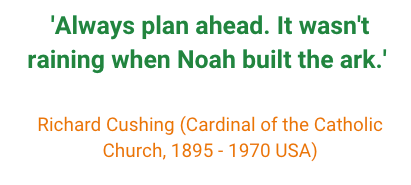 'Always plan ahead. It wasn't
raining when Noah built the ark.'
Richard Cushing (Cardinal of the Catholic
Church, 1895 - 1970 USA)